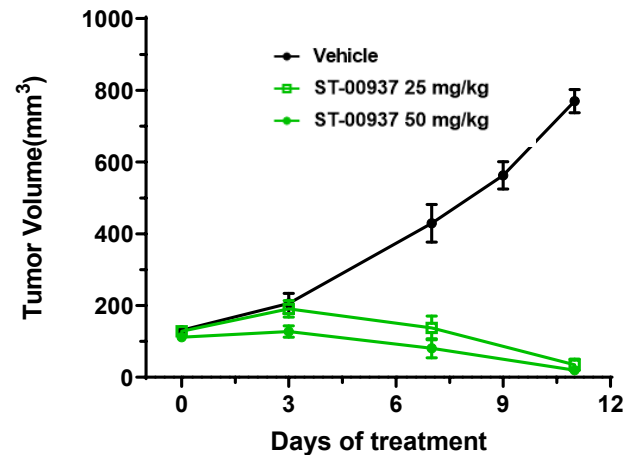 1000
800
600
400
200
0
Tumor Volume(mm³)
Vehicle
ST-00937 25 mg/kg
ST-00937 50 mg/kg
0 3 6 9 12
Days of treatment